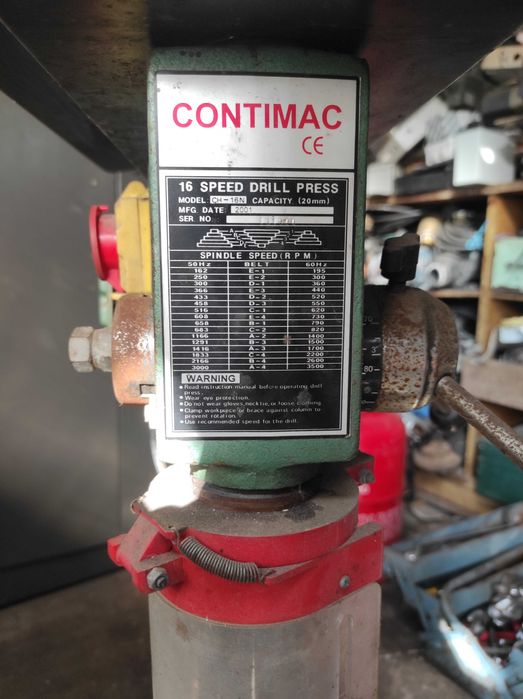 CONTIMAC
CE
16 SPEED DRILL PRESS
MODEL: CH-16N CAPACITY (20mm)
MFG. DATE: 2001
SER NO.:
SPINDLE SPEED (RPM)
50Hz BELT 60Hz
162 E-1 195
250 E-2 300
300 D-1 360
366 E-3 440
433 D-2 520
458 D-3 550
516 C-1 620
608 E-4 730
658 B-1 790
683 C-2 820
1166 A-2 1400
1291 B-3 1500
1416 A-3 1700
1833 C-4 2200
2166 B-4 2600
3000 A-4 3500
WARNING
• Read instruction manual before operating drill
press.
• Wear eye protection.
• Do not wear gloves, necktie, or loose clothing.
• Clamp workpiece or brace against column to
prevent rotation.
• Use recommended speed for the drill.
70
80